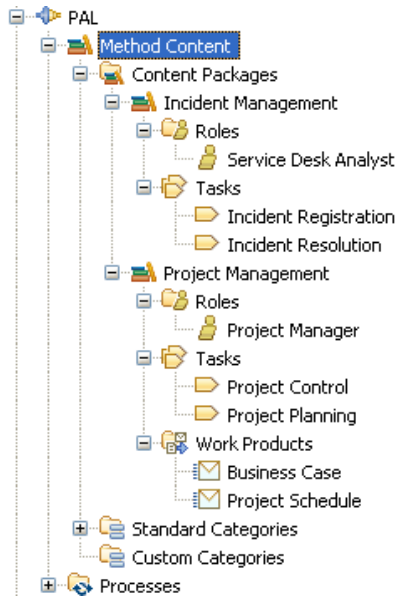 PAL
Method Content
Content Packages
Incident Management
Roles
Service Desk Analyst
Tasks
Incident Registration
Incident Resolution
Project Management
Roles
Project Manager
Tasks
Project Control
Project Planning
Work Products
Business Case
Project Schedule
Standard Categories
Custom Categories
Processes